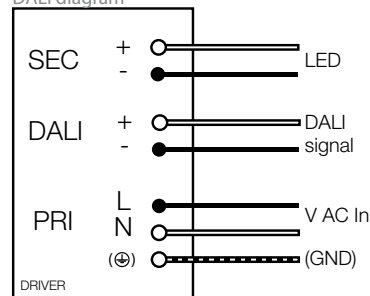 DALI diagram
SEC + LED
-
DALI + DALI
- signal
L
PRI N V AC In
(⏚) (GND)
DRIVER